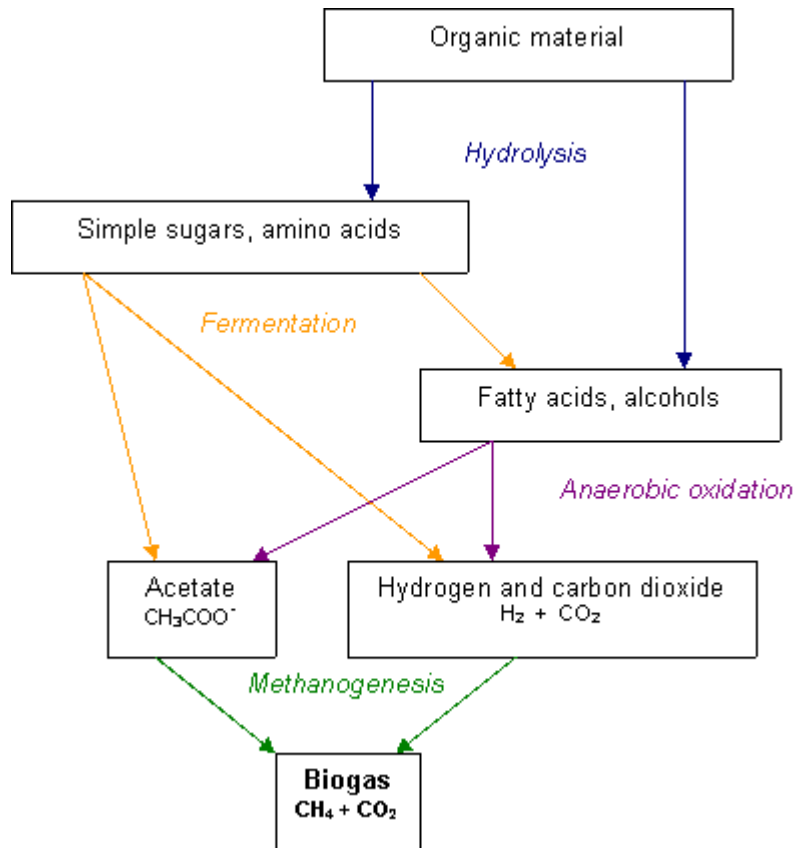 Organic material
Hydrolysis
Simple sugars, amino acids
Fermentation
Fatty acids, alcohols
Anaerobic oxidation
Acetate
CH₃COO⁻
Hydrogen and carbon dioxide
H₂ + CO₂
Methanogenesis
Biogas
CH₄ + CO₂